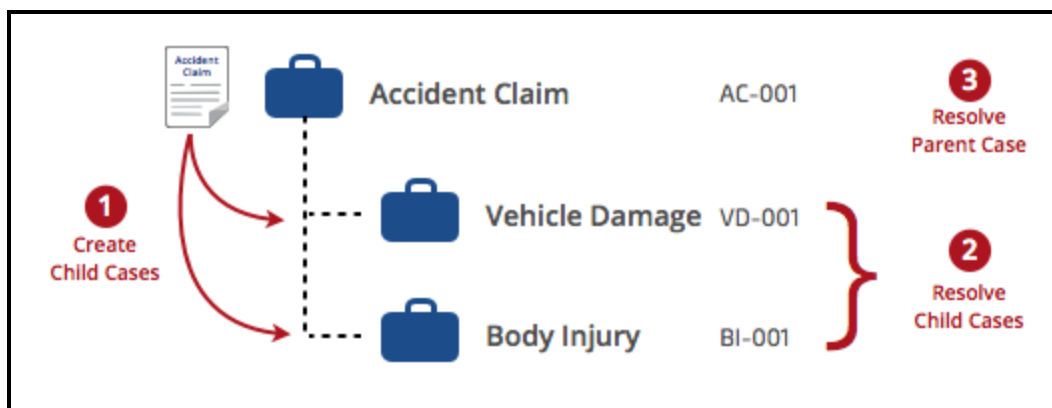 Accident
Claim
Accident Claim AC-001
3
Resolve
Parent Case
1
Create
Child Cases
Vehicle Damage VD-001
2
Resolve
Child Cases
Body Injury BI-001